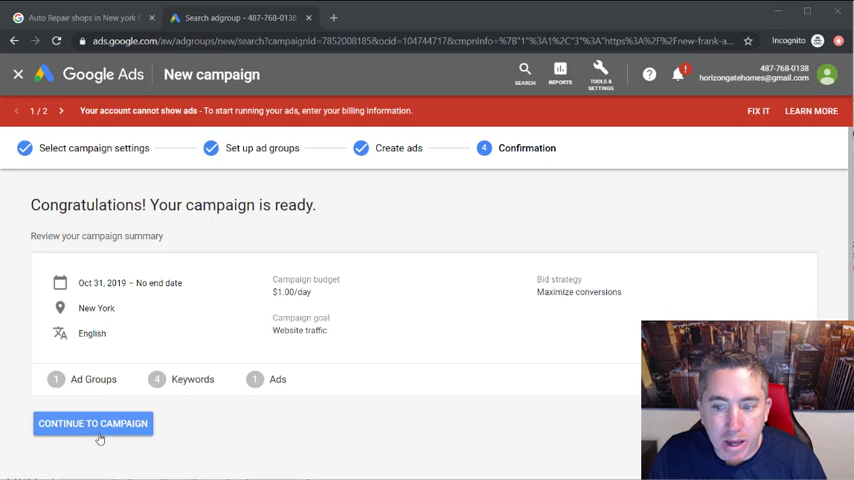 Auto Repair shops in New york
Search adgroup - 487-768-0138
ads.google.com/aw/adgroups/new/search?campaignId=7852008185&ocid=104744717&cmpnInfo=%7B"1"%3A1%2C"3"%3A"https%3A%2F%2Fnew-frank-a...
Incognito
Google Ads
New campaign
SEARCH
REPORTS
TOOLS &
SETTINGS
487-768-0138
horizongatehomes@gmail.com
1 / 2
Your account cannot show ads - To start running your ads, enter your billing information.
FIX IT
LEARN MORE
Select campaign settings
Set up ad groups
Create ads
4 Confirmation
Congratulations! Your campaign is ready.
Review your campaign summary
Oct 31, 2019 – No end date
New York
English
Campaign budget
$1.00/day
Campaign goal
Website traffic
Bid strategy
Maximize conversions
1 Ad Groups
4 Keywords
1 Ads
CONTINUE TO CAMPAIGN